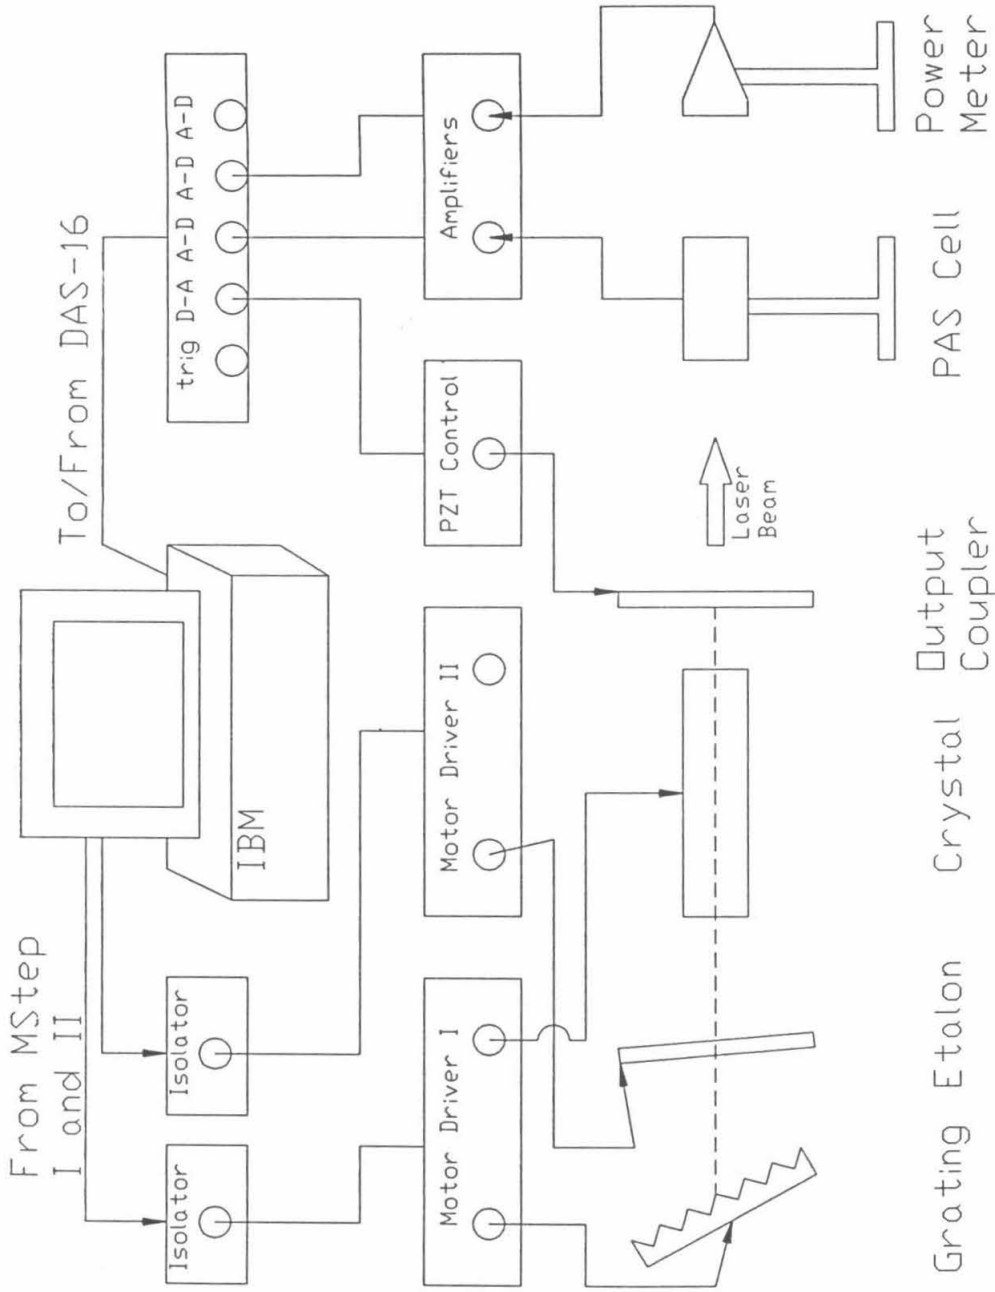 From MStep
I and II
To/From DAS-16
IBM
Isolator
Isolator
trig D-A A-D A-D A-D
Motor Driver I
Motor Driver II
PZT Control
Amplifiers
Laser
Beam
Grating
Etalon
Crystal
Output
Coupler
PAS Cell
Power
Meter